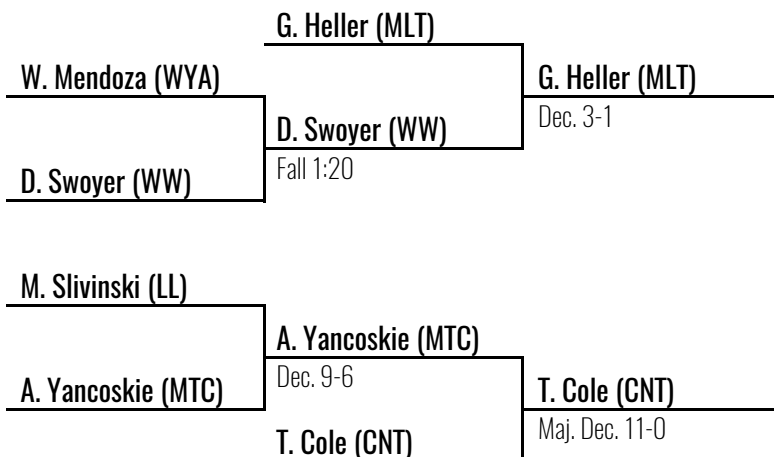 G. Heller (MLT)
W. Mendoza (WYA)
G. Heller (MLT)
Dec. 3-1
D. Swoyer (WW)
Fall 1:20
D. Swoyer (WW)
M. Slivinski (LL)
A. Yancoskie (MTC)
Dec. 9-6
A. Yancoskie (MTC)
T. Cole (CNT)
Maj. Dec. 11-0
T. Cole (CNT)